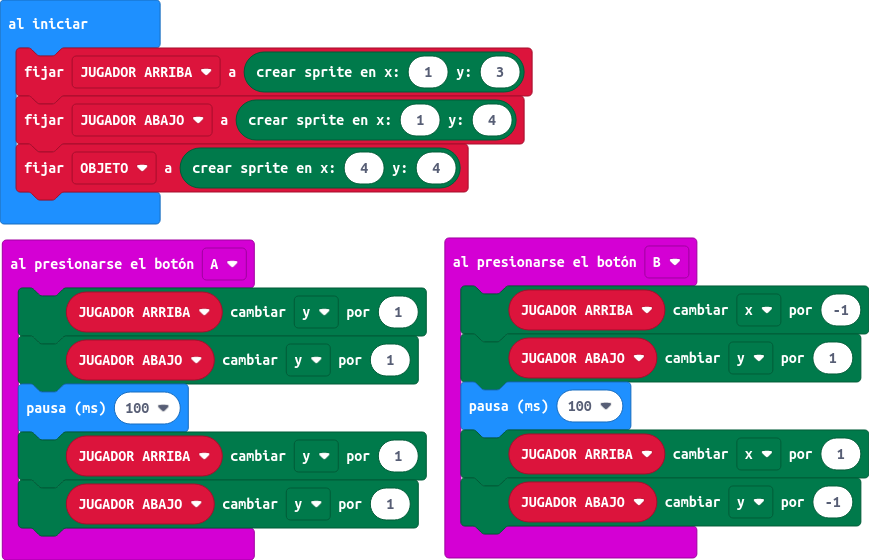 al iniciar
fijar JUGADOR ARRIBA a crear sprite en x: 1 y: 3
fijar JUGADOR ABAJO a crear sprite en x: 1 y: 4
fijar OBJETO a crear sprite en x: 4 y: 4
al presionarse el botón A
JUGADOR ARRIBA cambiar y por 1
JUGADOR ABAJO cambiar y por 1
pausa (ms) 100
JUGADOR ARRIBA cambiar y por 1
JUGADOR ABAJO cambiar y por 1
al presionarse el botón B
JUGADOR ARRIBA cambiar x por -1
JUGADOR ABAJO cambiar y por 1
pausa (ms) 100
JUGADOR ARRIBA cambiar x por 1
JUGADOR ABAJO cambiar y por -1